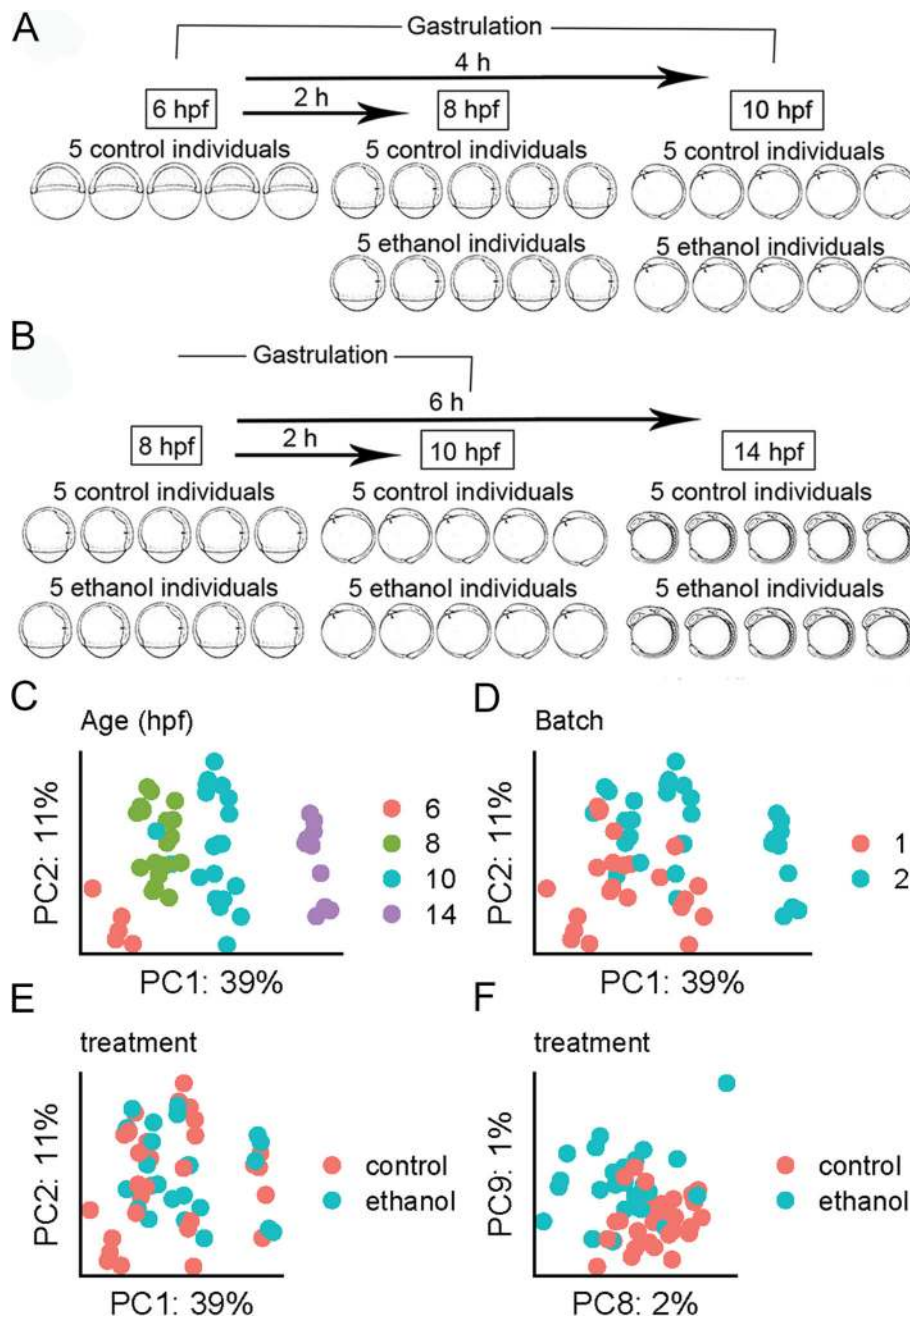 A
Gastrulation
4 h
6 hpf
2 h
8 hpf
10 hpf
5 control individuals
5 control individuals
5 control individuals
5 ethanol individuals
5 ethanol individuals
B
Gastrulation
6 h
8 hpf
2 h
10 hpf
14 hpf
5 control individuals
5 control individuals
5 control individuals
5 ethanol individuals
5 ethanol individuals
5 ethanol individuals
C
Age (hpf)
PC2: 11%
6
8
10
14
PC1: 39%
D
Batch
PC2: 11%
1
2
PC1: 39%
E
treatment
PC2: 11%
control
ethanol
PC1: 39%
F
treatment
PC9: 1%
control
ethanol
PC8: 2%